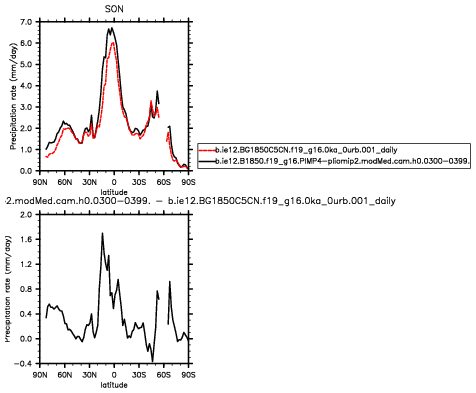 SON
7.0
6.0
5.0
4.0
3.0
2.0
1.0
0.0
Precipitation rate (mm/day)
90N 60N 30N 0 30S 60S 90S
latitude
b.ie12.BG1850C5CN.f19_g16.0ka_0urb.001_daily
b.ie12.B1850.f19_g16.PlMP4-pliomip2.modMed.cam.h0.0300-0399.
2.modMed.cam.h0.0300-0399. - b.ie12.BG1850C5CN.f19_g16.0ka_0urb.001_daily
2.0
1.6
1.2
0.8
0.4
0.0
-0.4
Precipitation rate (mm/day)
90N 60N 30N 0 30S 60S 90S
latitude